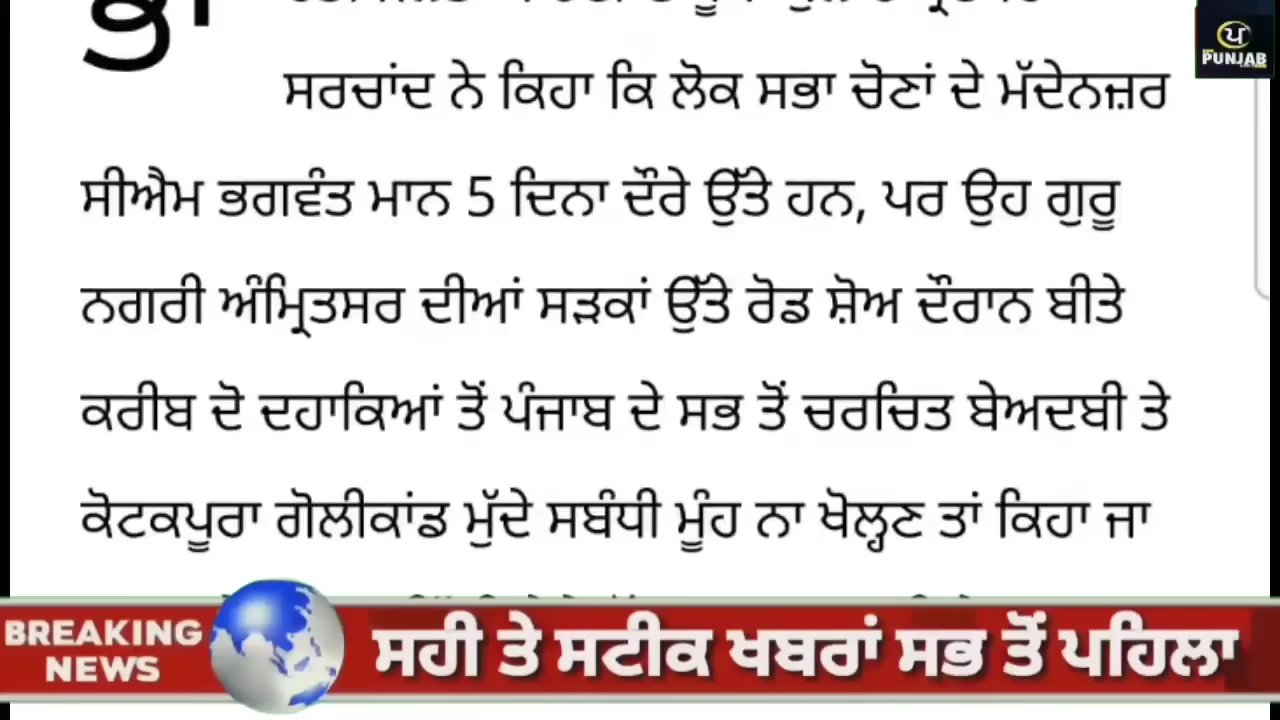 ਪ
PUNJAB
ਸਰਚਾਂਦ ਨੇ ਕਿਹਾ ਕਿ ਲੋਕ ਸਭਾ ਚੋਣਾਂ ਦੇ ਮੱਦੇਨਜ਼ਰ
ਸੀਐਮ ਭਗਵੰਤ ਮਾਨ 5 ਦਿਨਾ ਦੌਰੇ ਉੱਤੇ ਹਨ, ਪਰ ਉਹ ਗੁਰੂ
ਨਗਰੀ ਅੰਮ੍ਰਿਤਸਰ ਦੀਆਂ ਸੜਕਾਂ ਉੱਤੇ ਰੋਡ ਸ਼ੋਅ ਦੌਰਾਨ ਬੀਤੇ
ਕਰੀਬ ਦੋ ਦਹਾਕਿਆਂ ਤੋਂ ਪੰਜਾਬ ਦੇ ਸਭ ਤੋਂ ਚਰਚਿਤ ਬੇਅਦਬੀ ਤੇ
ਕੋਟਕਪੂਰਾ ਗੋਲੀਕਾਂਡ ਮੁੱਦੇ ਸਬੰਧੀ ਮੂੰਹ ਨਾ ਖੋਲ੍ਹਣ ਤਾਂ ਕਿਹਾ ਜਾ
BREAKING
NEWS
ਸਹੀ ਤੇ ਸਟੀਕ ਖਬਰਾਂ ਸਭ ਤੋਂ ਪਹਿਲਾ